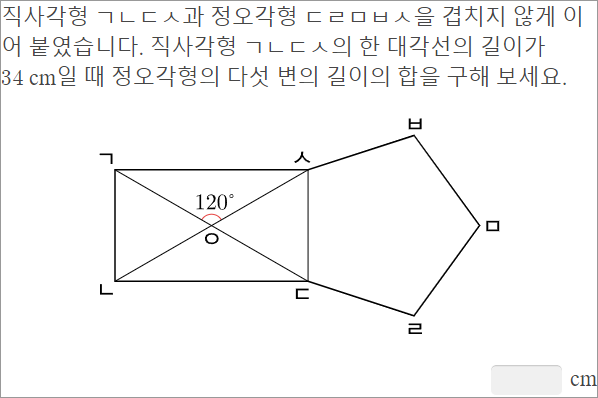 직사각형 ㄱㄴㄷㅅ과 정오각형 ㄷㄹㅁㅂㅅ을 겹치지 않게 이
어 붙였습니다. 직사각형 ㄱㄴㄷㅅ의 한 대각선의 길이가
34 cm일 때 정오각형의 다섯 변의 길이의 합을 구해 보세요.
ㅂ
ㄱ
ㅅ
120°
ㅇ
ㅁ
ㄴ
ㄷ
ㄹ
cm